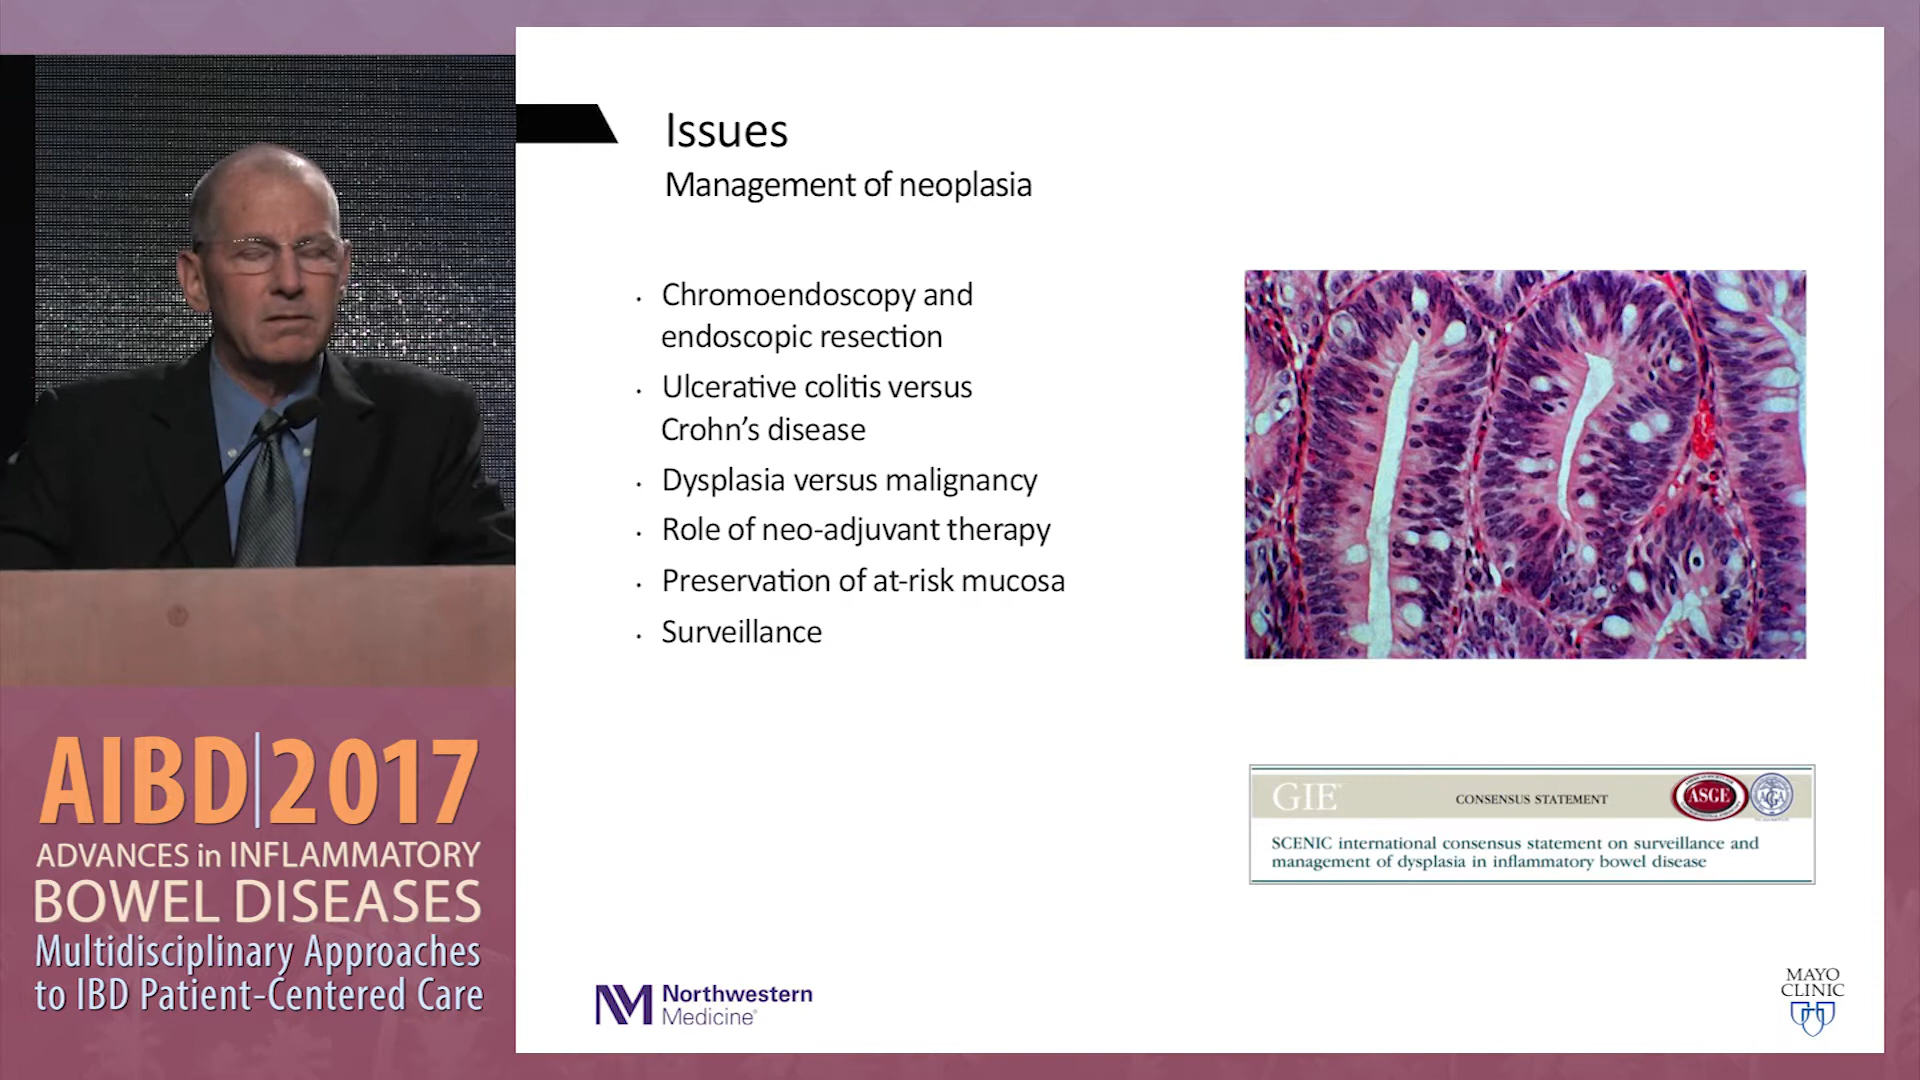 Issues
Management of neoplasia
· Chromoendoscopy and
endoscopic resection
· Ulcerative colitis versus
Crohn’s disease
· Dysplasia versus malignancy
· Role of neo-adjuvant therapy
· Preservation of at-risk mucosa
· Surveillance
GIE
CONSENSUS STATEMENT
ASGE
AGA
SCENIC international consensus statement on surveillance and
management of dysplasia in inflammatory bowel disease
NM Northwestern
Medicine®
MAYO
CLINIC
AIBD|2017
ADVANCES in INFLAMMATORY
BOWEL DISEASES
Multidisciplinary Approaches
to IBD Patient-Centered Care